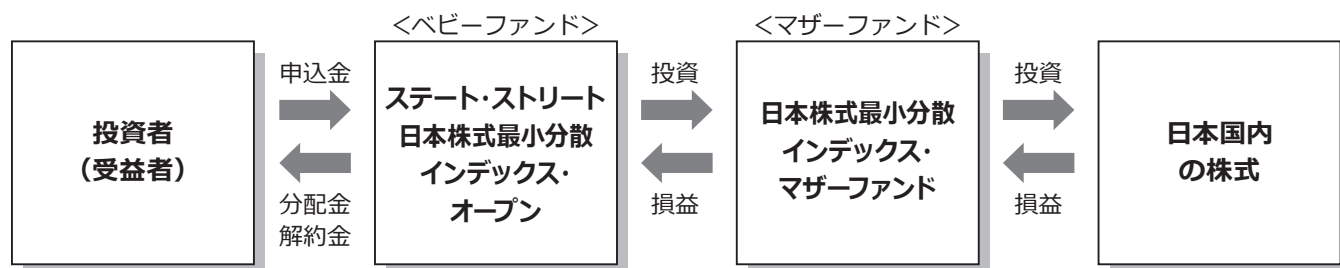 <ベビーファンド>
<マザーファンド>
投資者
（受益者）
申込金
分配金
解約金
ステート・ストリート
日本株式最小分散
インデックス・
オープン
投資
損益
日本株式最小分散
インデックス・
マザーファンド
投資
損益
日本国内
の株式